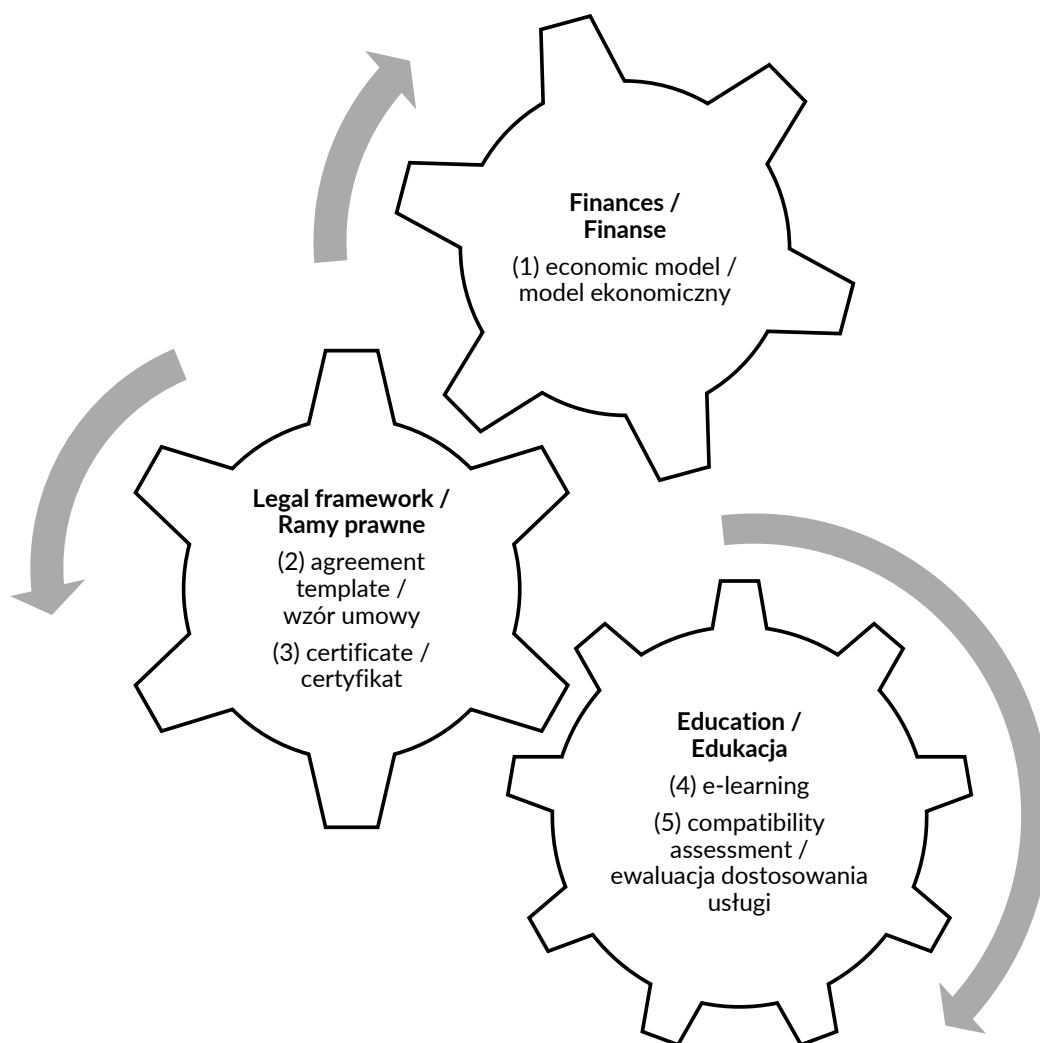 Finances /
Finanse
(1) economic model /
model ekonomiczny
Legal framework /
Ramy prawne
(2) agreement
template /
wzór umowy
(3) certificate /
certyfikat
Education /
Edukacja
(4) e-learning
(5) compatibility
assessment /
ewaluacja dostosowania
usługi